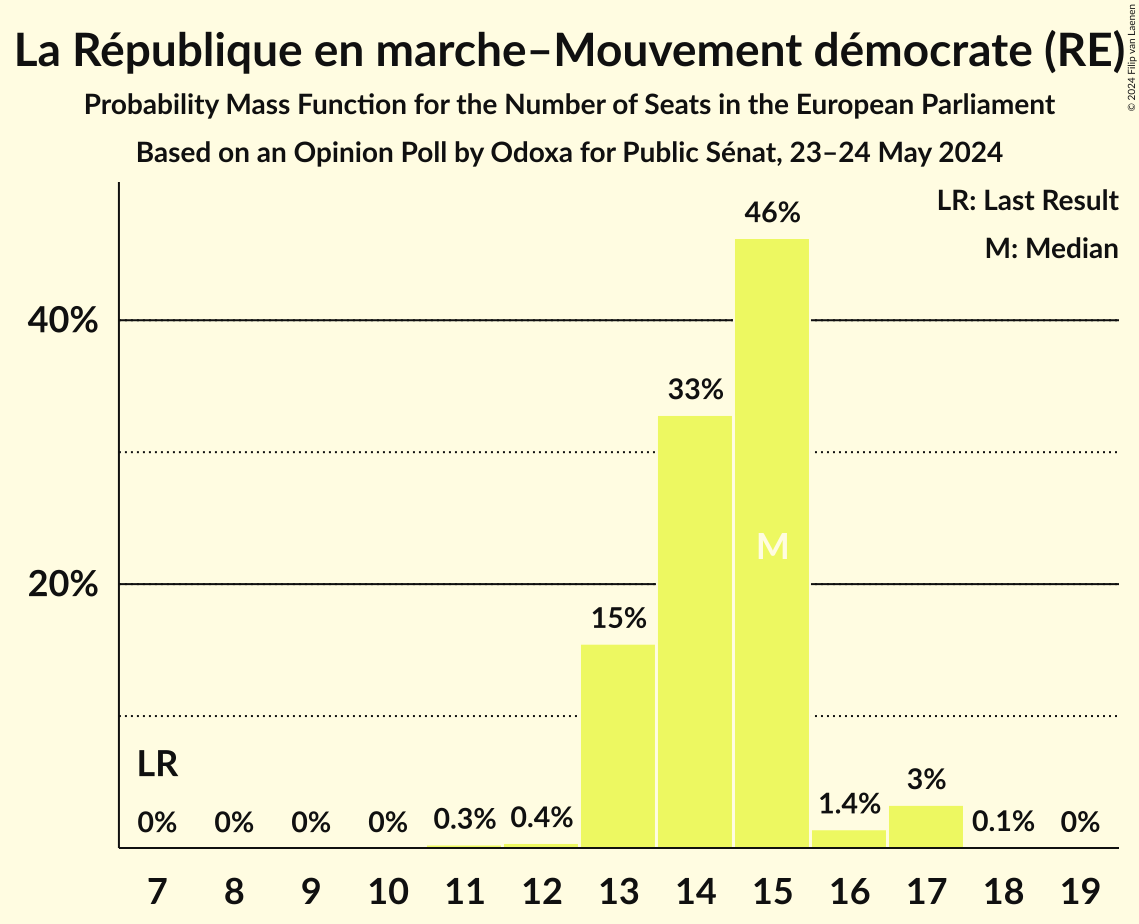 La République en marche–Mouvement démocrate (RE)
Probability Mass Function for the Number of Seats in the European Parliament
Based on an Opinion Poll by Odoxa for Public Sénat, 23–24 May 2024
© 2024 Filip van Laenen
LR: Last Result
M: Median
46%
40%
33%
M
20%
15%
LR
0% 0% 0% 0% 0.3% 0.4% 1.4% 3% 0.1% 0%
7 8 9 10 11 12 13 14 15 16 17 18 19